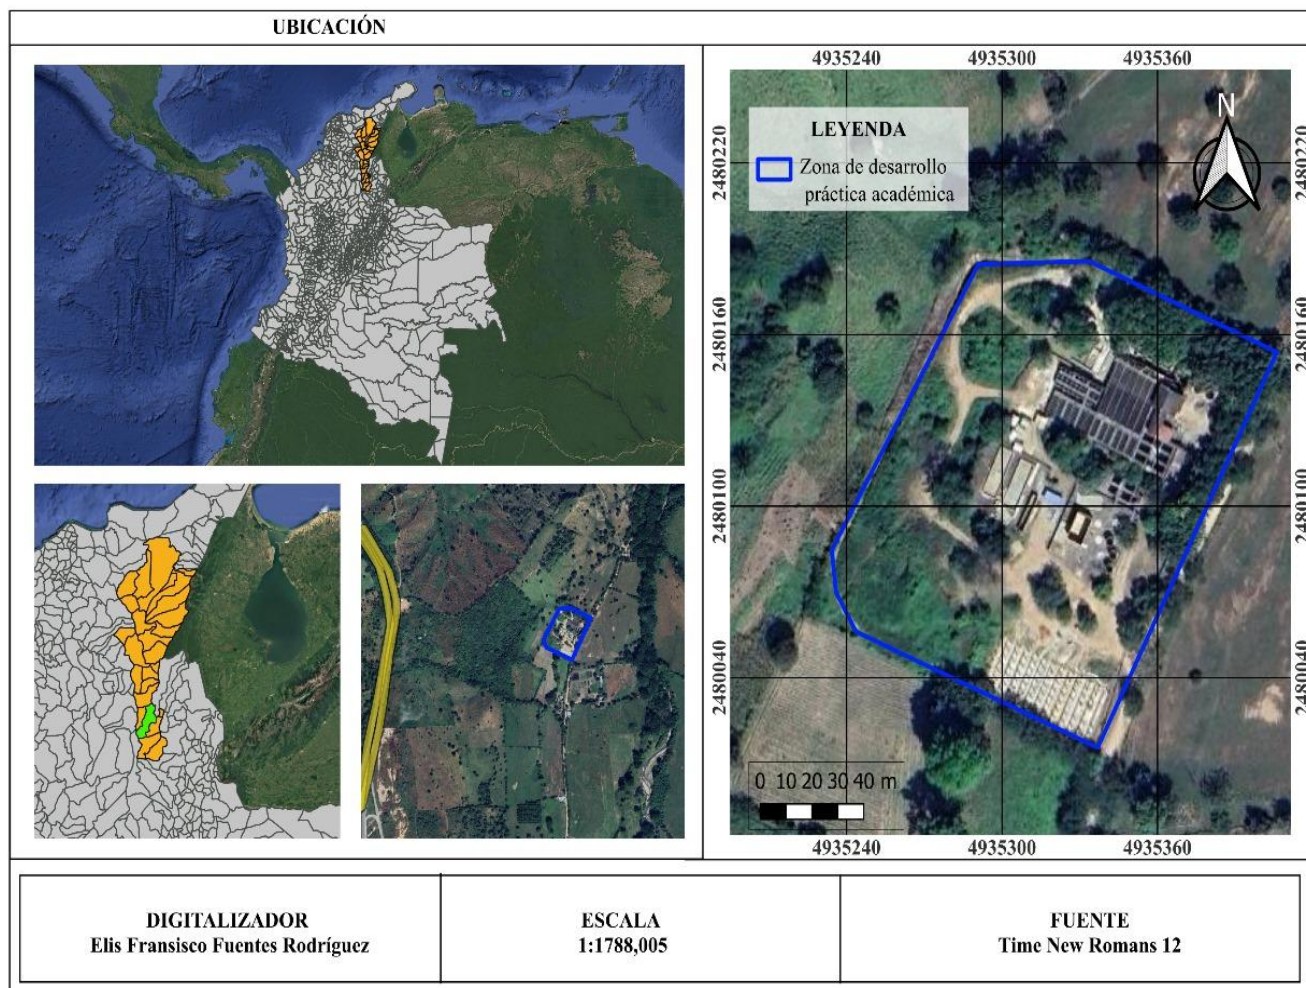 UBICACIÓN
4935240 4935300 4935360
LEYENDA
Zona de desarrollo
práctica académica
N
2480220
2480220
2480160
2480160
2480100
2480100
2480040
2480040
0 10 20 30 40 m
4935240 4935300 4935360
DIGITALIZADOR
Elis Fransisco Fuentes Rodríguez
ESCALA
1:1788,005
FUENTE
Time New Romans 12